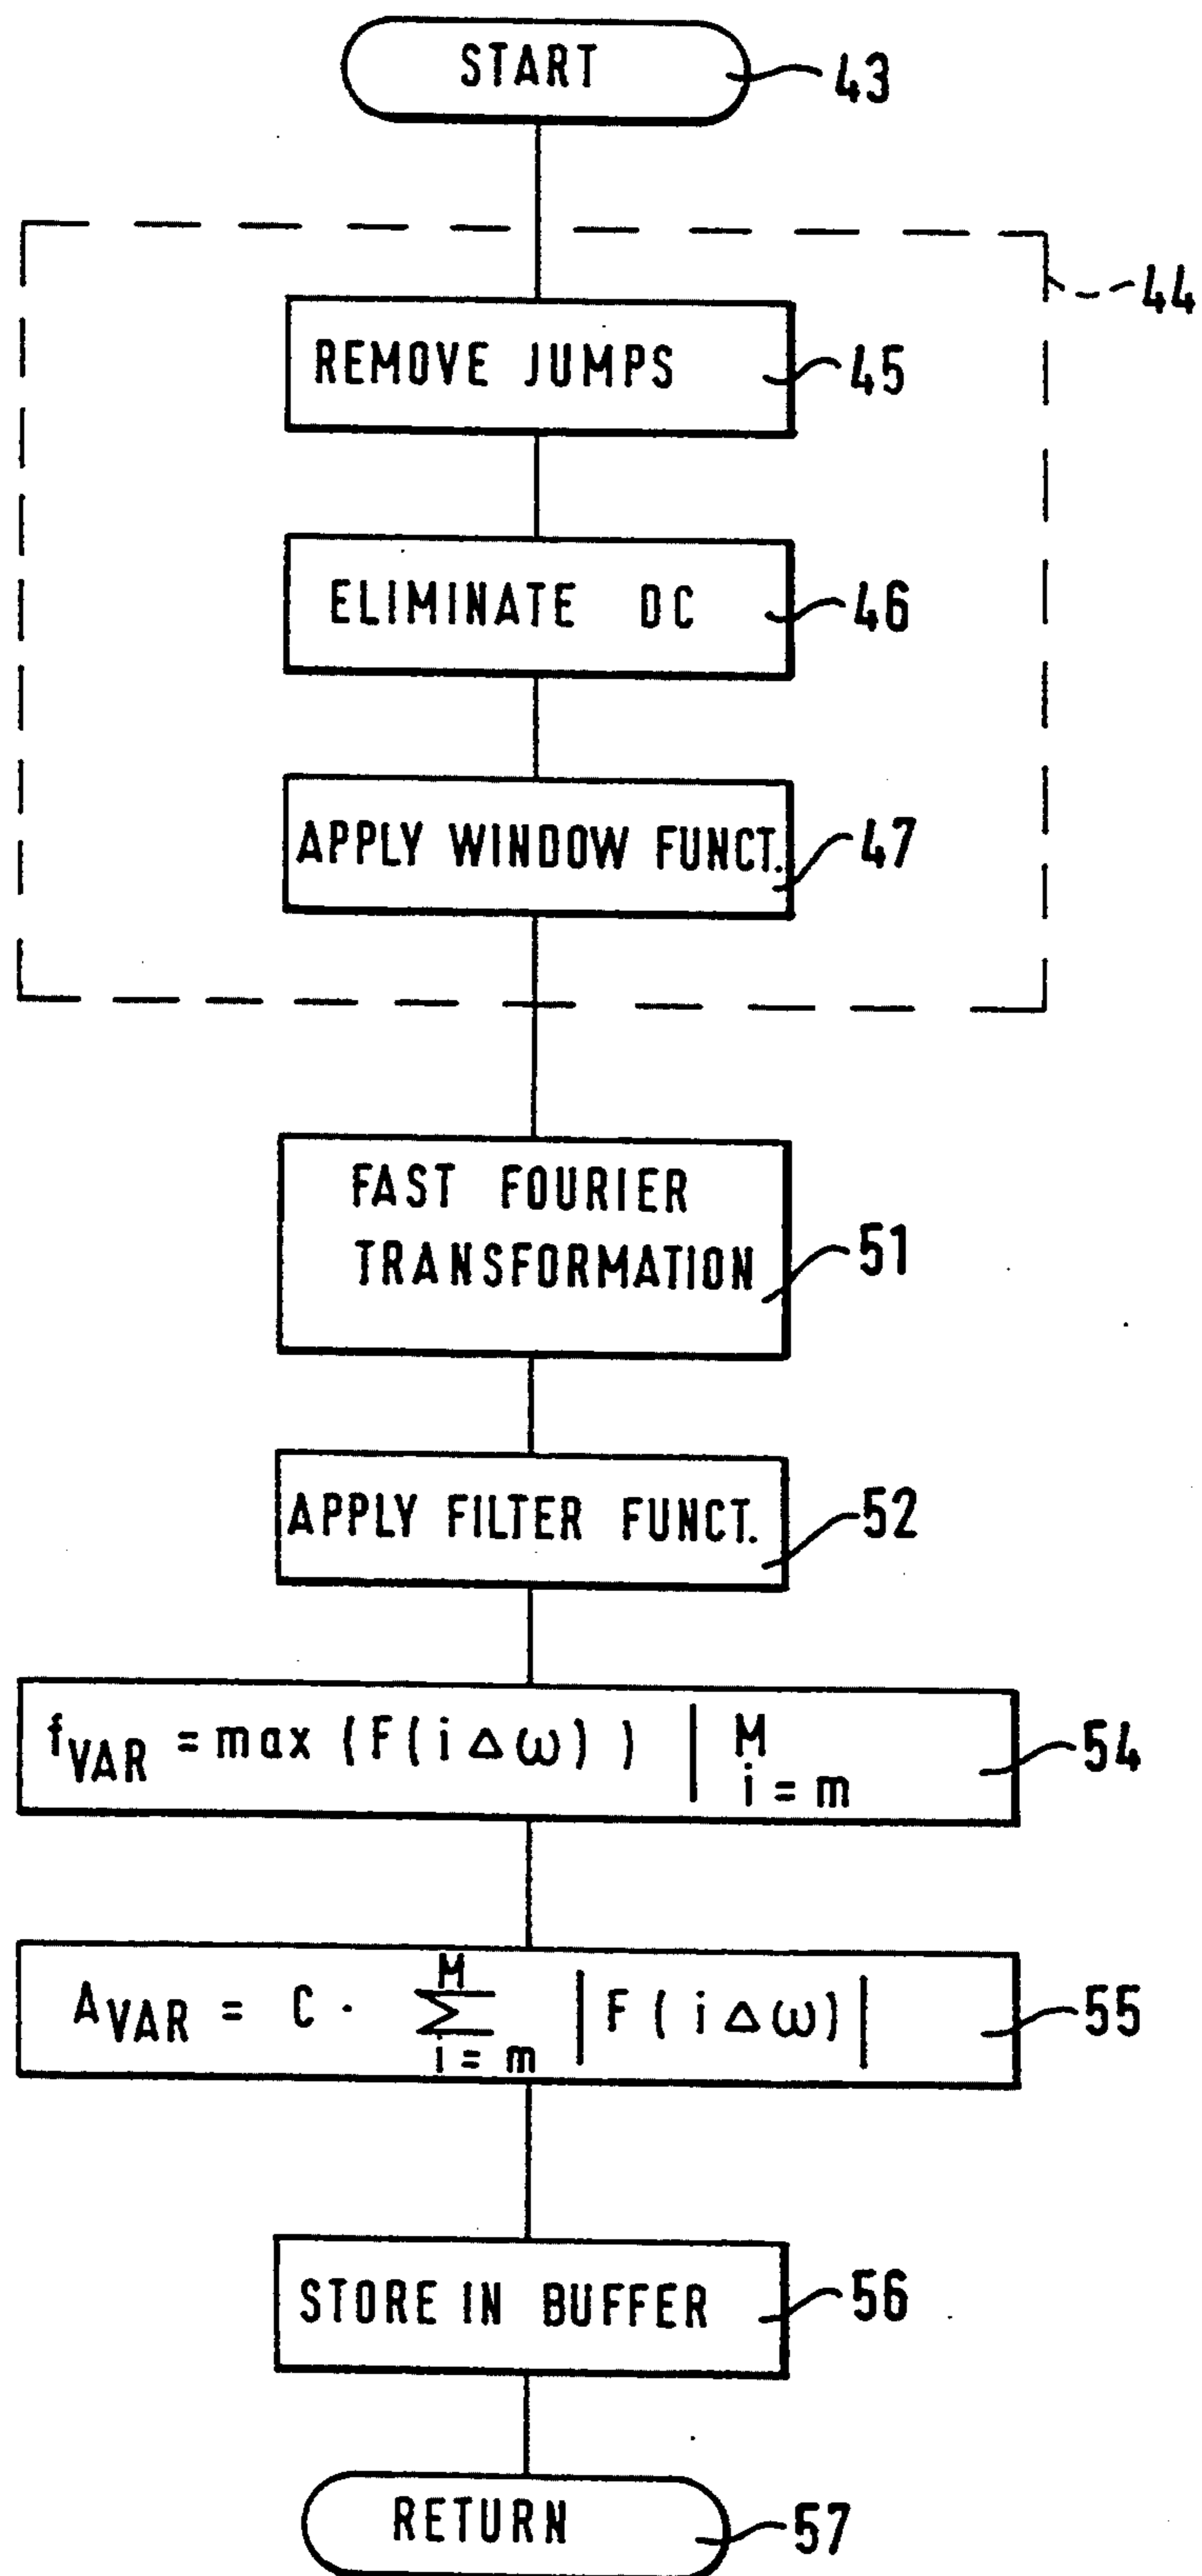 START 43
44
REMOVE JUMPS 45
ELIMINATE DC 46
APPLY WINDOW FUNCT. 47
FAST FOURIER
TRANSFORMATION 51
APPLY FILTER FUNCT. 52
fVAR = max (F(iΔω)) | M i = m 54
AVAR = C · M ∑ i = m |F(iΔω)| 55
STORE IN BUFFER 56
RETURN 57